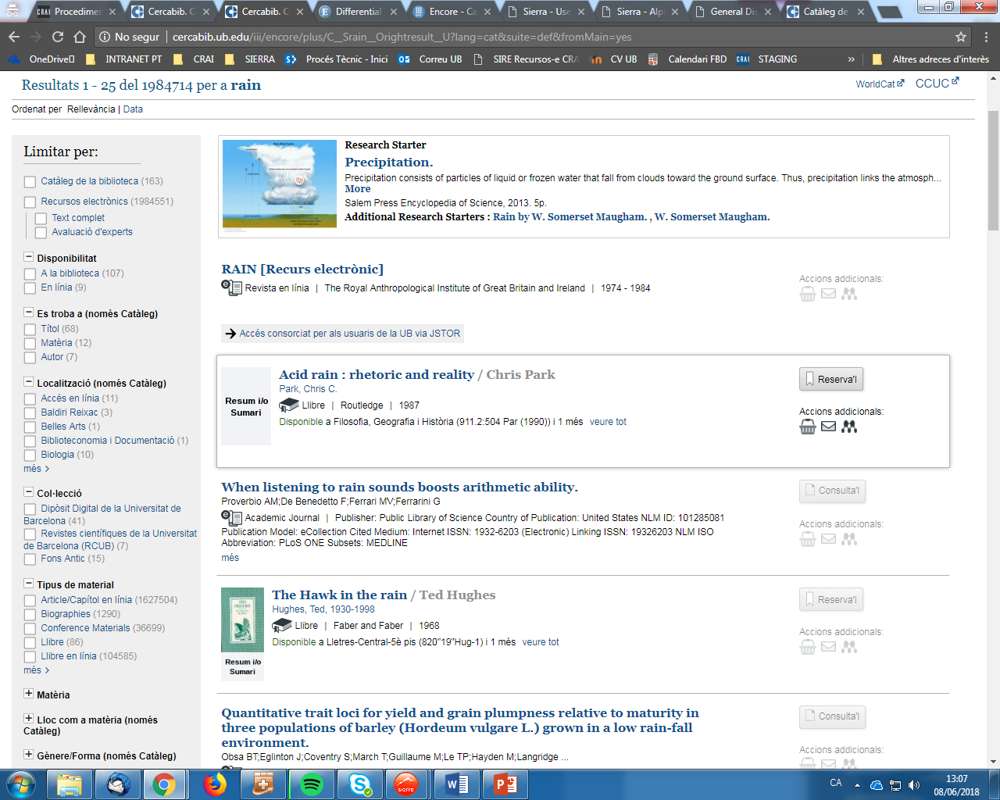 Procedimen
Cercabib. C
Cercabib. C
Differential
Encore - Ca
Sierra - Use
Sierra - Alp
General Dis
Catàleg de
No segur | cercabib.ub.edu/iii/encore/plus/C__Srain__Orightresult__U?lang=cat&suite=def&fromMain=yes
OneDrive
INTRANET PT
CRAI
SIERRA
Procés Tècnic - Inici
Correu UB
SIRE Recursos-e CRA
CV UB
Calendari FBD
CRAI STAGING
»
Altres adreces d'interès
Resultats 1 - 25 del 1984714 per a rain
WorldCat
CCUC
Ordenat per Rellevància | Data
Limitar per:
Catàleg de la biblioteca (163)
Recursos electrònics (1984551)
Text complet
Avaluació d'experts
Disponibilitat
A la biblioteca (107)
En línia (9)
Es troba a (només Catàleg)
Títol (68)
Matèria (12)
Autor (7)
Localització (només Catàleg)
Accés en línia (11)
Baldiri Reixac (3)
Belles Arts (1)
Biblioteconomia i Documentació (1)
Biologia (10)
més >
Col·lecció
Dipòsit Digital de la Universitat de
Barcelona (41)
Revistes científiques de la Universitat
de Barcelona (RCUB) (7)
Fons Antic (15)
Tipus de material
Article/Capítol en línia (1627504)
Biographies (1290)
Conference Materials (36699)
Llibre (86)
Llibre en línia (104585)
més >
Matèria
Lloc com a matèria (només
Catàleg)
Gènere/Forma (només Catàleg)
Research Starter
Precipitation.
Precipitation consists of particles of liquid or frozen water that fall from clouds toward the ground surface. Thus, precipitation links the atmosph...
More
Salem Press Encyclopedia of Science, 2013. 5p.
Additional Research Starters : Rain by W. Somerset Maugham. , W. Somerset Maugham.
RAIN [Recurs electrònic]
Revista en línia | The Royal Anthropological Institute of Great Britain and Ireland | 1974 - 1984
Accions addicionals:
Accés consorciat per als usuaris de la UB via JSTOR
Resum i/o
Sumari
Acid rain : rhetoric and reality / Chris Park
Park, Chris C.
Llibre | Routledge | 1987
Disponible a Filosofia, Geografia i Història (911.2:504 Par (1990)) i 1 més veure tot
Reserva'l
Accions addicionals:
When listening to rain sounds boosts arithmetic ability.
Proverbio AM;De Benedetto F;Ferrari MV;Ferrarini G
Academic Journal | Publisher: Public Library of Science Country of Publication: United States NLM ID: 101285081
Publication Model: eCollection Cited Medium: Internet ISSN: 1932-6203 (Electronic) Linking ISSN: 19326203 NLM ISO
Abbreviation: PLoS ONE Subsets: MEDLINE
més
Consulta'l
Accions addicionals:
TED
HUGHES
Resum i/o
Sumari
The Hawk in the rain / Ted Hughes
Hughes, Ted, 1930-1998
Llibre | Faber and Faber | 1968
Disponible a Lletres-Central-5è pis (820"19"Hug-1) i 1 més veure tot
Reserva'l
Accions addicionals:
Quantitative trait loci for yield and grain plumpness relative to maturity in
three populations of barley (Hordeum vulgare L.) grown in a low rain-fall
environment.
Obsa BT;Eglinton J;Coventry S;March T;Guillaume M;Le TP;Hayden M;Langridge ...
Consulta'l
Accions addicionals:
sierra
CA
13:07
08/06/2018